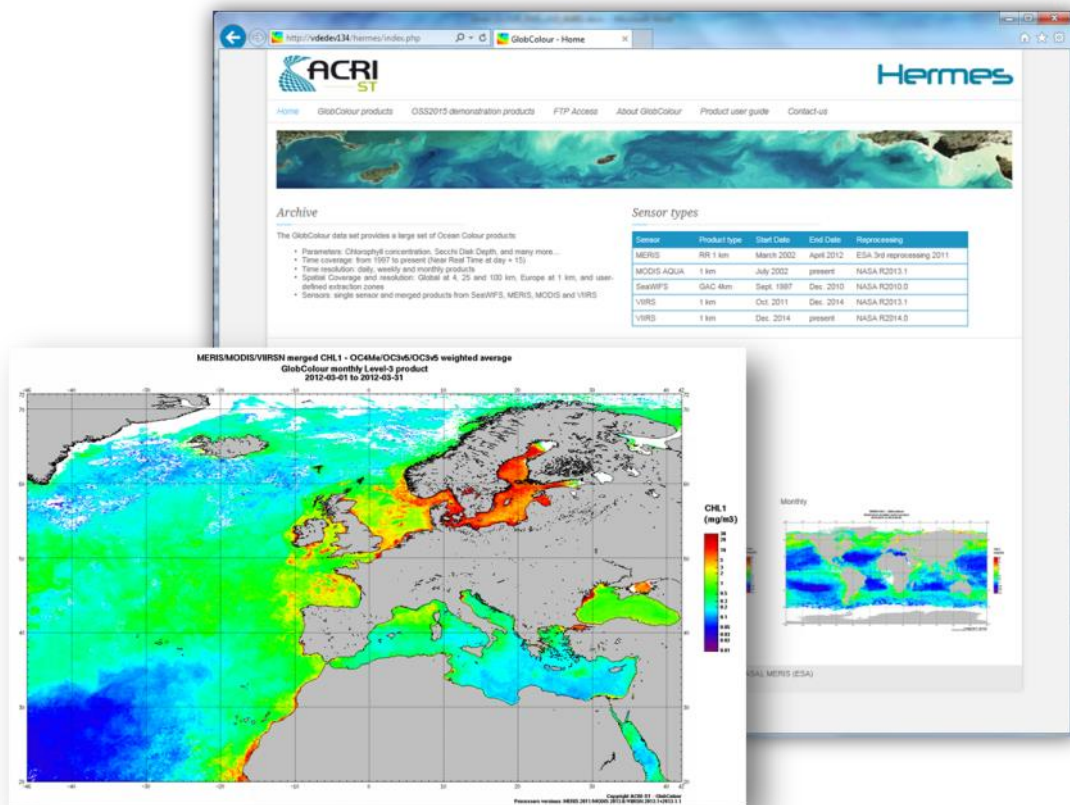 http://vdedev134/hermes/index.php
GlobColour - Home
ACRI
ST
Hermes
Home GlobColour products OSS2015 demonstration products FTP Access About GlobColour Product user guide Contact-us
Archive
The GlobColour data set provides a large set of Ocean Colour products
• Parameters: Chlorophyll concentration, Secchi Disk Depth, and many more...
• Time coverage: from 1997 to present (Near Real Time at day + 15)
• Time resolution: daily, weekly and monthly products
• Spatial Coverage and resolution: Global at 4, 25 and 100 km, Europe at 1 km, and user-
defined extraction zones
• Sensors: single sensor and merged products from SeaWiFS, MERIS, MODIS and VIIRS
Sensor types
Sensor Product type Start Date End Date Reprocessing
MERIS RR 1 km March 2002 April 2012 ESA 3rd reprocessing 2011
MODIS AQUA 1 km July 2002 present NASA R2013.1
SeaWiFS GAC 4km Sept. 1997 Dec. 2010 NASA R2010.0
VIIRS 1 km Oct. 2011 Dec. 2014 NASA R2013.1
VIIRS 1 km Dec. 2014 present NASA R2014.0
Monthly
MERIS (ESA)
MERIS/MODIS/VIIRSN merged CHL1 - OC4Me/OC3v5/OC3v5 weighted average
GlobColour monthly Level-3 product
2012-03-01 to 2012-03-31
CHL1
(mg/m3)
Copyright ACRI-ST - GlobColour